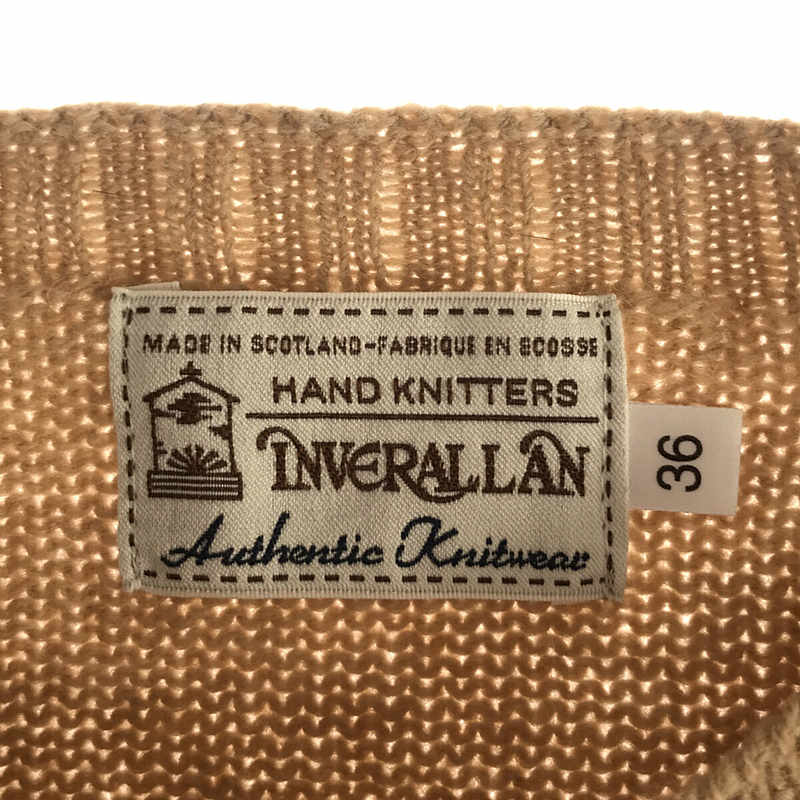 MADE IN SCOTLAND-FABRIQUE EN ECOSSE
HAND KNITTERS
INVERALLAN
Authentic Knitwear
36